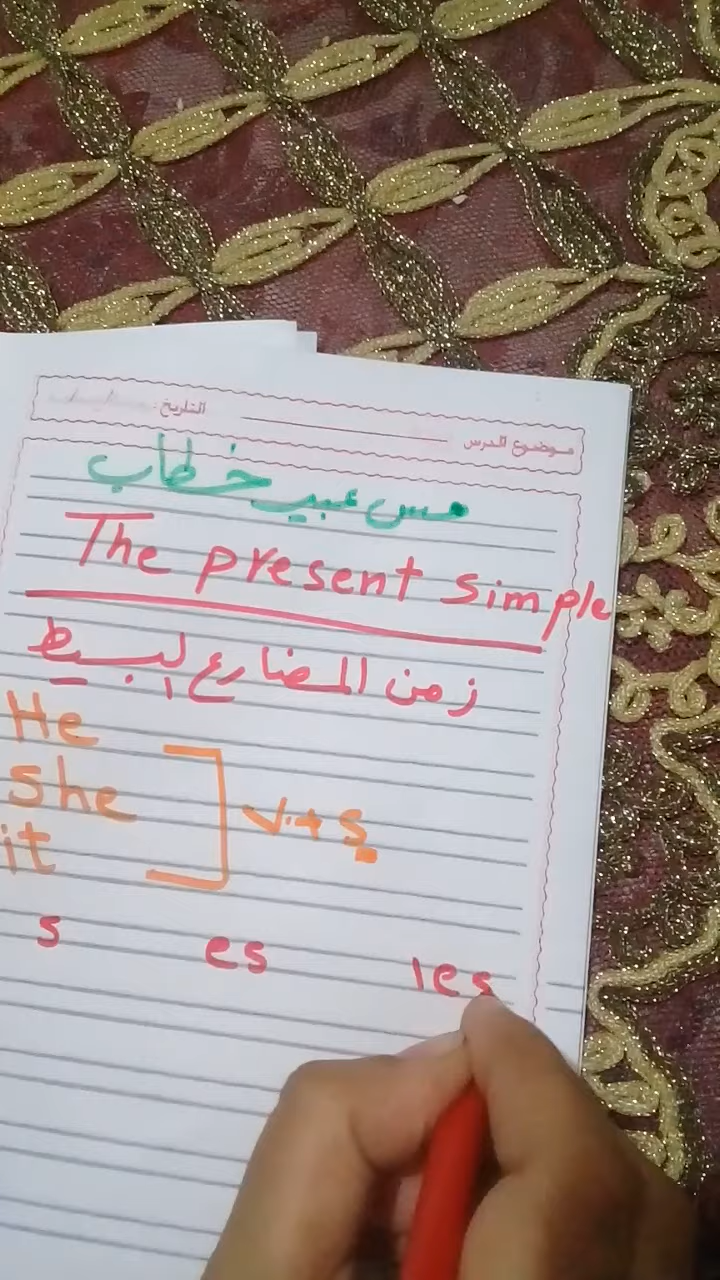 موضوع الدرس التاريخ:
مس عبير خطاب
The present simple
زمن المضارع البسيط
He
she
it
v.+s
s es ies